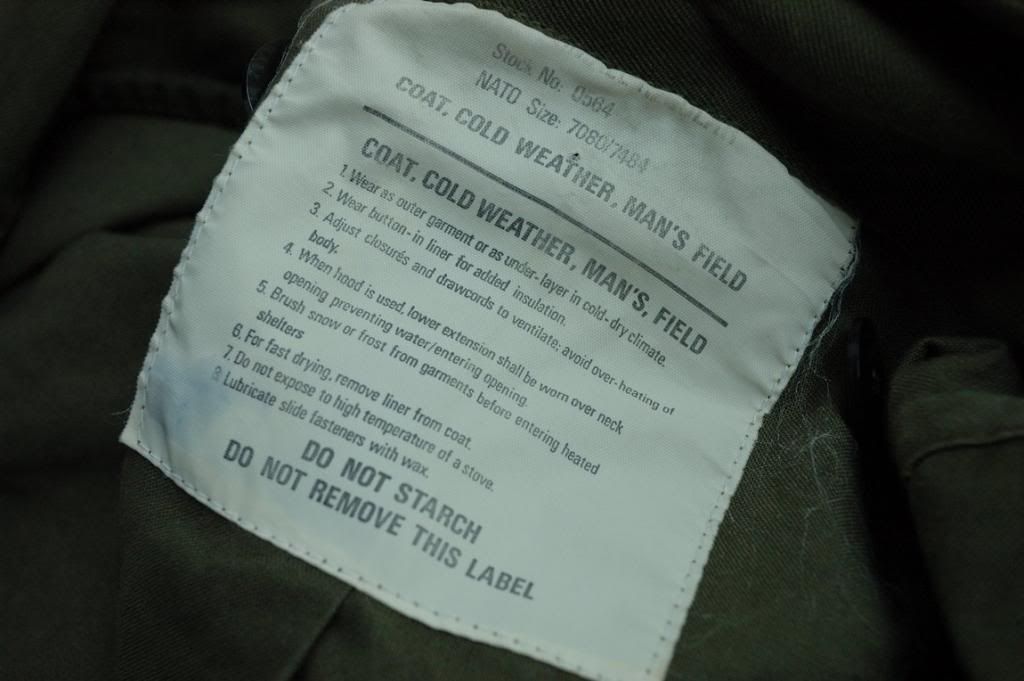 Stock No: 0564
NATO Size: 7080/7484
COAT, COLD WEATHER, MAN'S FIELD
COAT, COLD WEATHER, MAN'S, FIELD
1. Wear as outer garment or as under-layer in cold-dry climate.
2. Wear button-in liner for added insulation.
3. Adjust closures and drawcords to ventilate; avoid over-heating of
body.
4. When hood is used, lower extension shall be worn over neck
opening preventing water/entering opening.
5. Brush snow or frost from garments before entering heated
shelters
6. For fast drying, remove liner from coat.
7. Do not expose to high temperature of a stove.
8 Lubricate slide fasteners with wax.
DO NOT STARCH
DO NOT REMOVE THIS LABEL